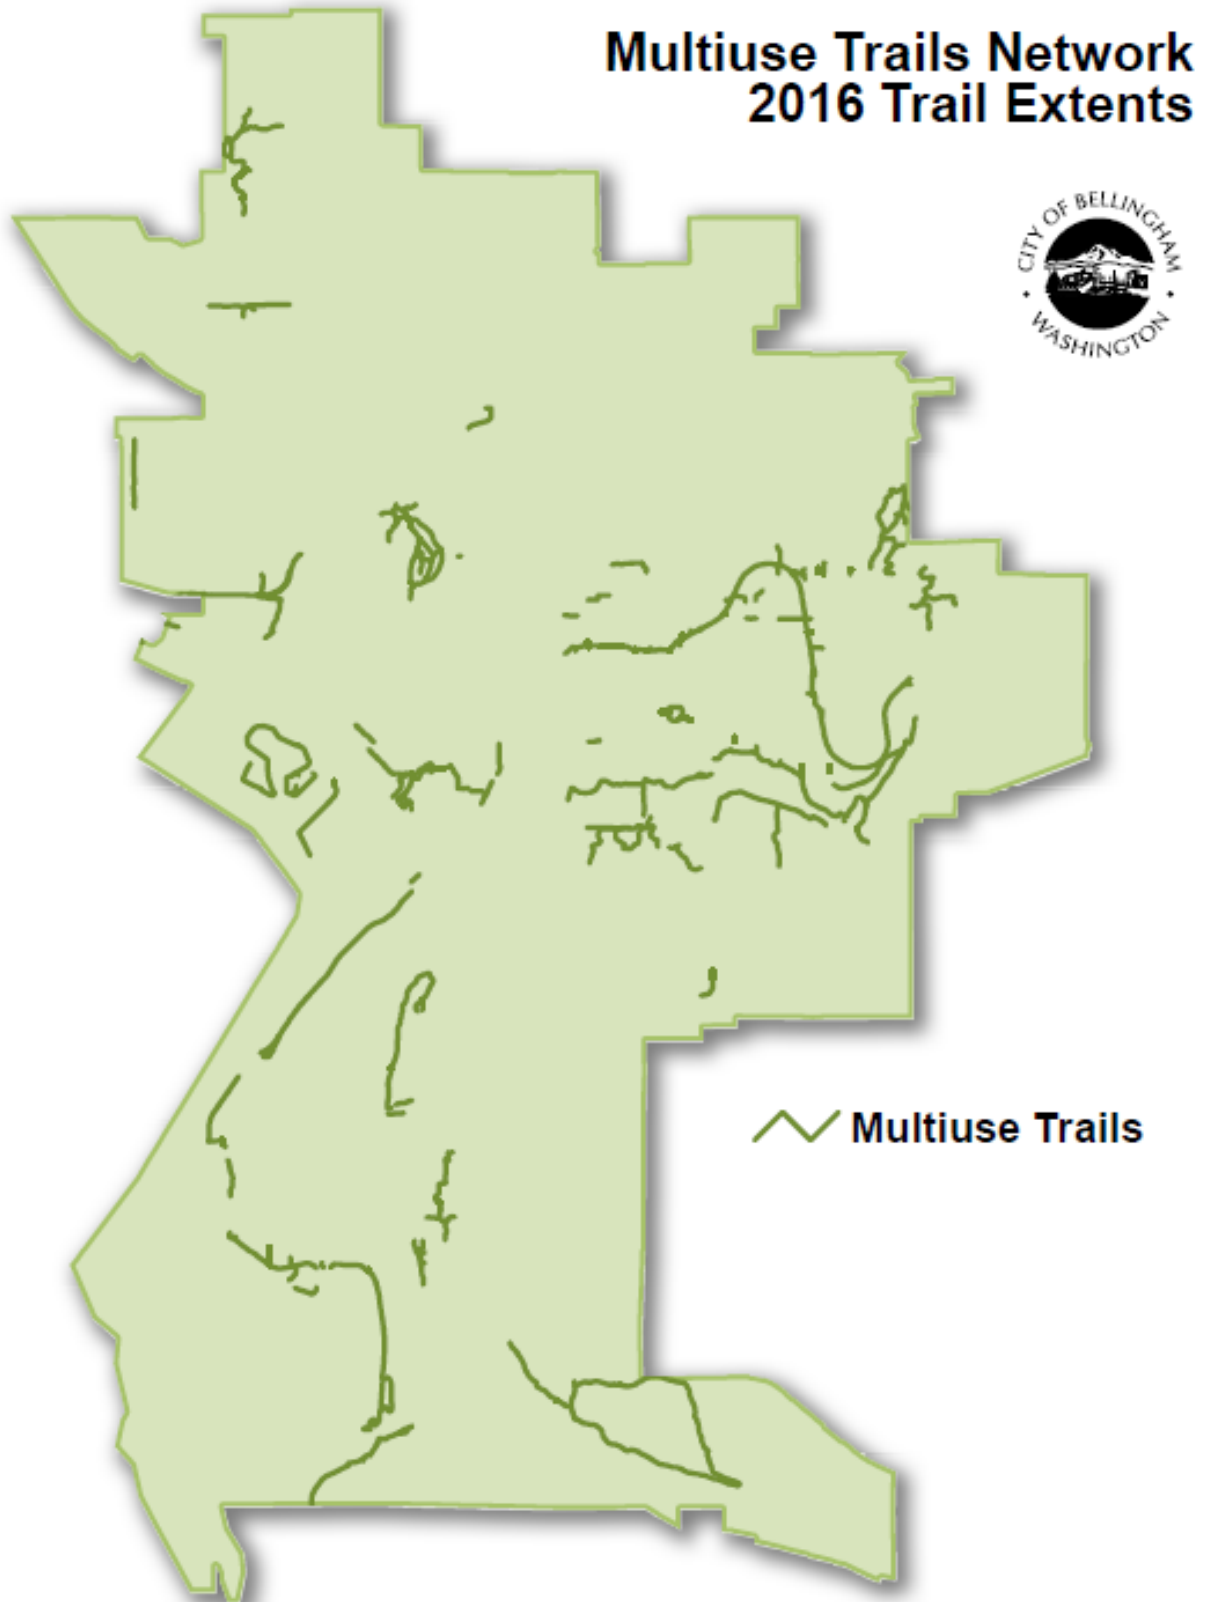 Multiuse Trails Network
2016 Trail Extents
CITY OF BELLINGHAM
• WASHINGTON •
Multiuse Trails